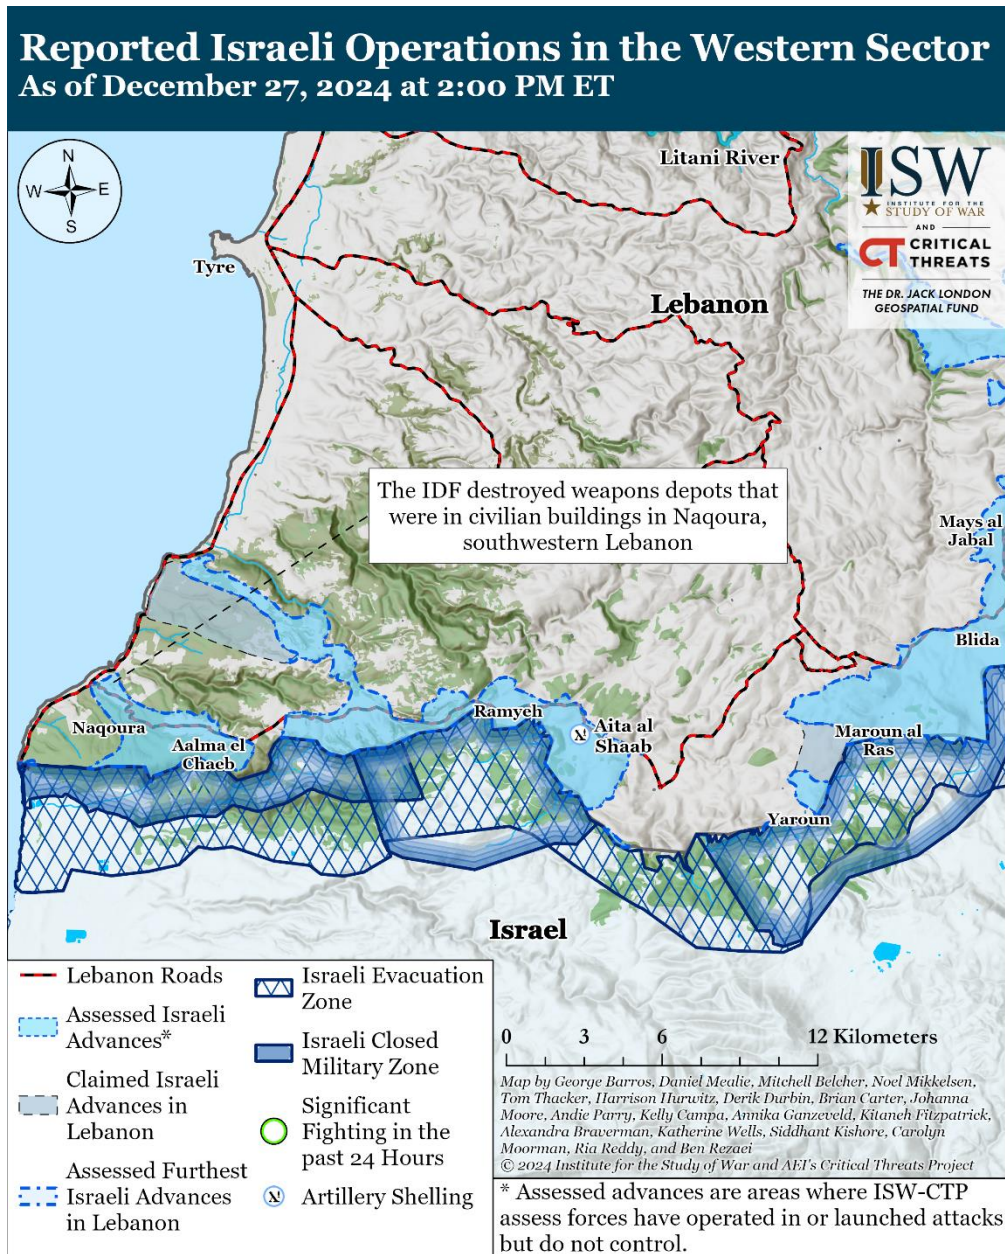 Reported Israeli Operations in the Western Sector
As of December 27, 2024 at 2:00 PM ET
N
W
E
S
Litani River
ISW
INSTITUTE FOR THE
STUDY OF WAR
AND
CT CRITICAL
THREATS
THE DR. JACK LONDON
GEOSPATIAL FUND
Tyre
Lebanon
The IDF destroyed weapons depots that
were in civilian buildings in Naqoura,
southwestern Lebanon
Mays al
Jabal
Blida
Naqoura
Aalma el
Chaeb
Ramyeh
Aita al
Shaab
Maroun al
Ras
Yaroun
Israel
Lebanon Roads
Assessed Israeli
Advances*
Claimed Israeli
Advances in
Lebanon
Assessed Furthest
Israeli Advances
in Lebanon
Israeli Evacuation
Zone
Israeli Closed
Military Zone
Significant
Fighting in the
past 24 Hours
Artillery Shelling
0 3 6 12 Kilometers
Map by George Barros, Daniel Mealie, Mitchell Belcher, Noel Mikkelsen,
Tom Thacker, Harrison Hurwitz, Derik Durbin, Brian Carter, Johanna
Moore, Andie Parry, Kelly Campa, Annika Ganzeveld, Kitaneh Fitzpatrick,
Alexandra Braverman, Katherine Wells, Siddhant Kishore, Carolyn
Moorman, Ria Reddy, and Ben Rezaei
© 2024 Institute for the Study of War and AEI's Critical Threats Project
* Assessed advances are areas where ISW-CTP
assess forces have operated in or launched attacks
but do not control.